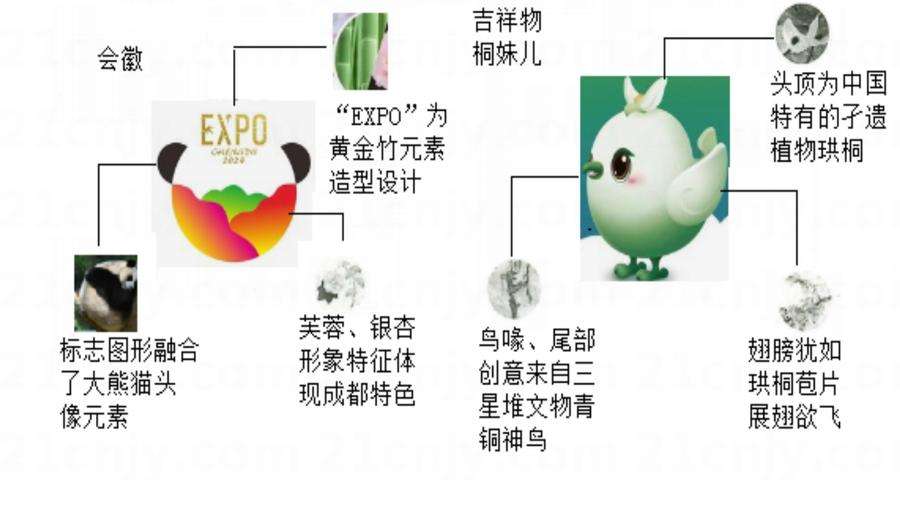 会徽
“EXPO”为
黄金竹元素
造型设计
EXPO
CHENGDU
2024
标志图形融合
了大熊猫头
像元素
芙蓉、银杏
形象特征体
现成都特色
吉祥物
桐妹儿
头顶为中国
特有的孑遗
植物珙桐
鸟喙、尾部
创意来自三
星堆文物青
铜神鸟
翅膀犹如
珙桐苞片
展翅欲飞
21cnjy.com